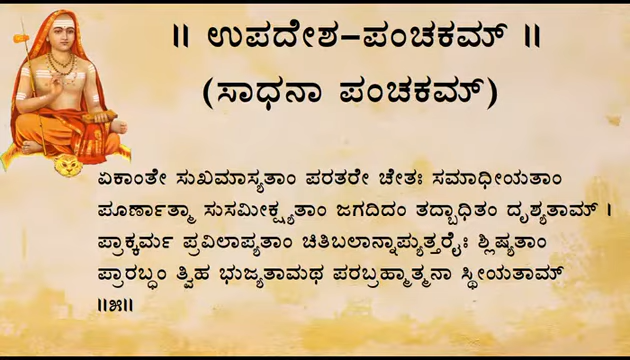 ॥ ಉಪದೇಶ-ಪಂಚಕಮ್ ॥
(ಸಾಧನಾ ಪಂಚಕಮ್)
ಏಕಾಂತೇ ಸುಖಮಾಸ್ಯತಾಂ ಪರತರೇ ಚೇತಃ ಸಮಾಧೀಯತಾಂ
ಪೂರ್ಣಾತ್ಮಾ ಸುಸಮೀಕ್ಷ್ಯತಾಂ ಜಗದಿದಂ ತದ್ಬಾಧಿತಂ ದೃಶ್ಯತಾಮ್ ।
ಪ್ರಾಕ್ಕರ್ಮ ಪ್ರವಿಲಾಪ್ಯತಾಂ ಚಿತಿಬಲಾನ್ನಾಪ್ಯುತ್ತರೈಃ ಶ್ಲಿಷ್ಯತಾಂ
ಪ್ರಾರಬ್ಧಂ ತ್ವಿಹ ಭುಜ್ಯತಾಮಥ ಪರಬ್ರಹ್ಮಾತ್ಮನಾ ಸ್ಥೀಯತಾಮ್
॥೫॥